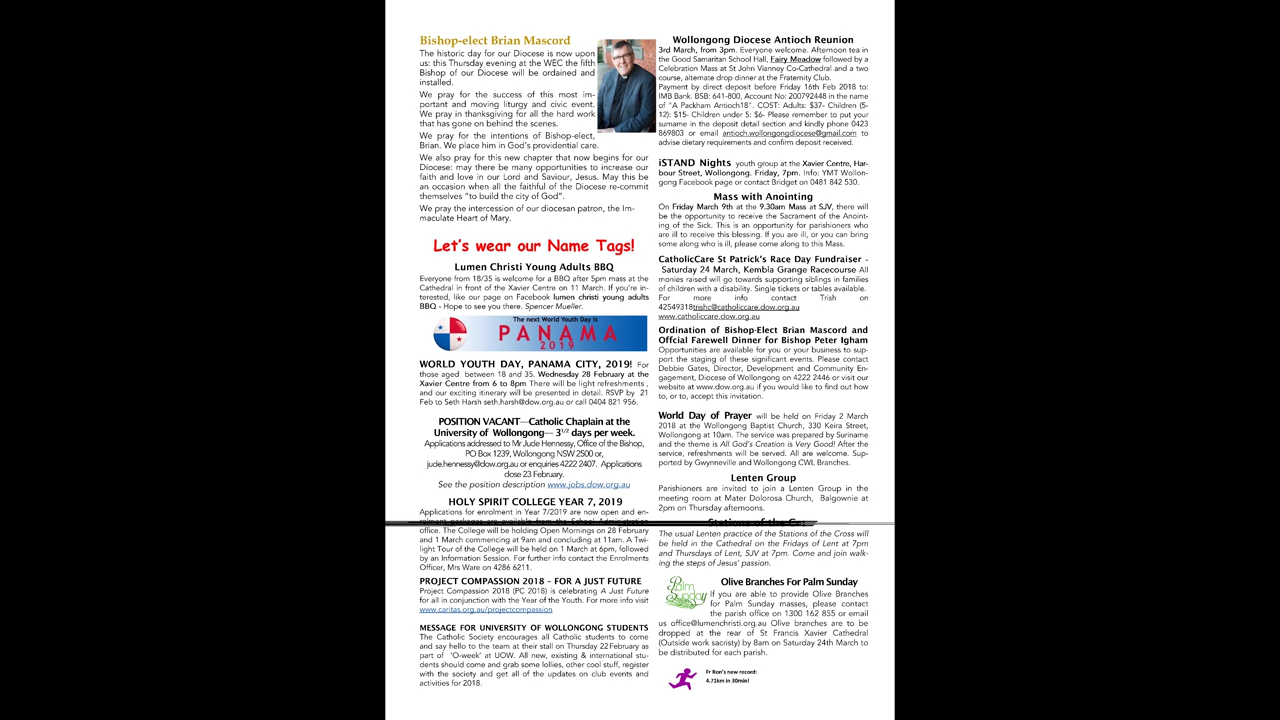 Bishop-elect Brian Mascord
The historic day for our Diocese is now upon
us: this Thursday evening at the WEC the fifth
Bishop of our Diocese will be ordained and
installed.
We pray for the success of this most im-
portant and moving liturgy and civic event.
We pray in thanksgiving for all the hard work
that has gone on behind the scenes.
We pray for the intentions of Bishop-elect,
Brian. We place him in God's providential care.
We also pray for this new chapter that now begins for our
Diocese: may there be many opportunities to increase our
faith and love in our Lord and Saviour, Jesus. May this be
an occasion when all the faithful of the Diocese re-commit
themselves "to build the city of God".
We pray the intercession of our diocesan patron, the Im-
maculate Heart of Mary.
Let's wear our Name Tags!
Lumen Christi Young Adults BBQ
Everyone from 18/35 is welcome for a BBQ after 5pm mass at the
Cathedral in front of the Xavier Centre on 11 March. If you're in-
terested, like our page on Facebook lumen christi young adults
BBQ - Hope to see you there. Spencer Mueller.
The next World Youth Day is
PANAMA
2019
WORLD YOUTH DAY, PANAMA CITY, 2019! For
those aged between 18 and 35. Wednesday 28 February at the
Xavier Centre from 6 to 8pm There will be light refreshments ,
and our exciting itinerary will be presented in detail. RSVP by 21
Feb to Seth Harsh seth.harsh@dow.org.au or call 0404 821 956.
POSITION VACANT—Catholic Chaplain at the
University of Wollongong— 3 1/2 days per week.
Applications addressed to Mr Jude Hennessy, Office of the Bishop,
PO Box 1239, Wollongong NSW 2500 or,
jude.hennessy@dow.org.au or enquiries 4222 2407. Applications
close 23 February.
See the position description www.jobs.dow.org.au
HOLY SPIRIT COLLEGE YEAR 7, 2019
Applications for enrolment in Year 7/2019 are now open and en-
rolment packages are available from the School Administration
office. The College will be holding Open Mornings on 28 February
and 1 March commencing at 9am and concluding at 11am. A Twi-
light Tour of the College will be held on 1 March at 6pm, followed
by an Information Session. For further info contact the Enrolments
Officer, Mrs Ware on 4286 6211.
PROJECT COMPASSION 2018 – FOR A JUST FUTURE
Project Compassion 2018 (PC 2018) is celebrating A Just Future
for all in conjunction with the Year of the Youth. For more info visit
www.caritas.org.au/projectcompassion
MESSAGE FOR UNIVERSITY OF WOLLONGONG STUDENTS
The Catholic Society encourages all Catholic students to come
and say hello to the team at their stall on Thursday 22 February as
part of 'O-week' at UOW. All new, existing & international stu-
dents should come and grab some lollies, other cool stuff, register
with the society and get all of the updates on club events and
activities for 2018.
Wollongong Diocese Antioch Reunion
3rd March, from 3pm. Everyone welcome. Afternoon tea in
the Good Samaritan School Hall, Fairy Meadow followed by a
Celebration Mass at St John Vianney Co-Cathedral and a two
course, alternate drop dinner at the Fraternity Club.
Payment by direct deposit before Friday 16th Feb 2018 to:
IMB Bank. BSB: 641-800, Account No: 200792448 in the name
of "A Packham Antioch18". COST: Adults: $37- Children (5-
12): $15- Children under 5: $6- Please remember to put your
surname in the deposit detail section and kindly phone 0423
869803 or email antioch.wollongongdiocese@gmail.com to
advise dietary requirements and confirm deposit received.
iSTAND Nights youth group at the Xavier Centre, Har-
bour Street, Wollongong. Friday, 7pm. Info: YMT Wollon-
gong Facebook page or contact Bridget on 0481 842 530.
Mass with Anointing
On Friday March 9th at the 9.30am Mass at SJV, there will
be the opportunity to receive the Sacrament of the Anoint-
ing of the Sick. This is an opportunity for parishioners who
are ill to receive this blessing. If you are ill, or you can bring
some along who is ill, please come along to this Mass.
CatholicCare St Patrick's Race Day Fundraiser -
Saturday 24 March, Kembla Grange Racecourse All
monies raised will go towards supporting siblings in families
of children with a disability. Single tickets or tables available.
For more info contact Trish on
42549318trishc@catholiccare.dow.org.au
www.catholiccare.dow.org.au
Ordination of Bishop-Elect Brian Mascord and
Offcial Farewell Dinner for Bishop Peter Igham
Opportunities are available for you or your business to sup-
port the staging of these significant events. Please contact
Debbie Gates, Director, Development and Community En-
gagement, Diocese of Wollongong on 4222 2446 or visit our
website at www.dow.org.au if you would like to find out how
to, or to, accept this invitation.
World Day of Prayer will be held on Friday 2 March
2018 at the Wollongong Baptist Church, 330 Keira Street,
Wollongong at 10am. The service was prepared by Suriname
and the theme is All God's Creation is Very Good! After the
service, refreshments will be served. All are welcome. Sup-
ported by Gwynneville and Wollongong CWL Branches.
Lenten Group
Parishioners are invited to join a Lenten Group in the
meeting room at Mater Dolorosa Church, Balgownie at
2pm on Thursday afternoons.
Stations of the
The usual Lenten practice of the Stations of the Cross will
be held in the Cathedral on the Fridays of Lent at 7pm
and Thursdays of Lent, SJV at 7pm. Come and join walk-
ing the steps of Jesus' passion.
Palm
Sunday
Olive Branches For Palm Sunday
If you are able to provide Olive Branches
for Palm Sunday masses, please contact
the parish office on 1300 162 855 or email
us office@lumenchristi.org.au Olive branches are to be
dropped at the rear of St Francis Xavier Cathedral
(Outside work sacristy) by 8am on Saturday 24th March to
be distributed for each parish.
Fr Ron's new record:
4.71km in 30min!